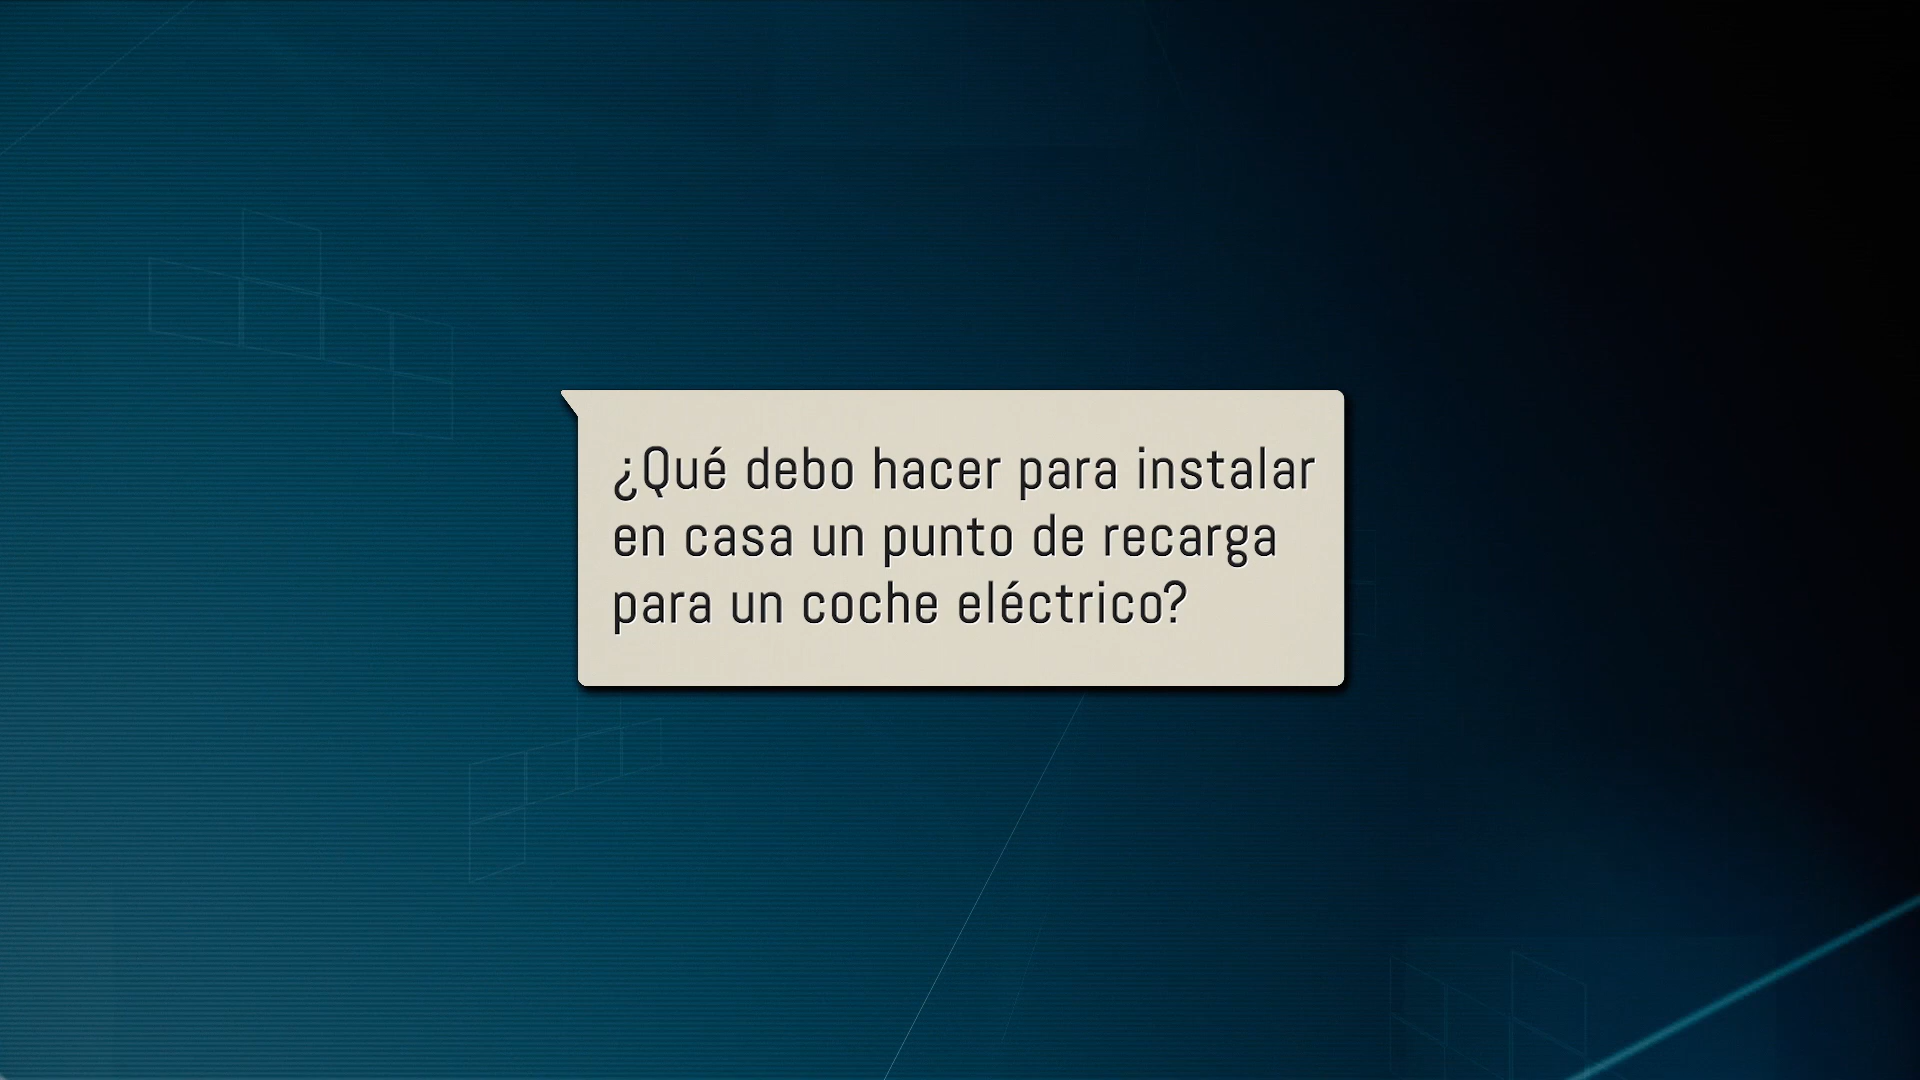 ¿Qué debo hacer para instalar
en casa un punto de recarga
para un coche eléctrico?